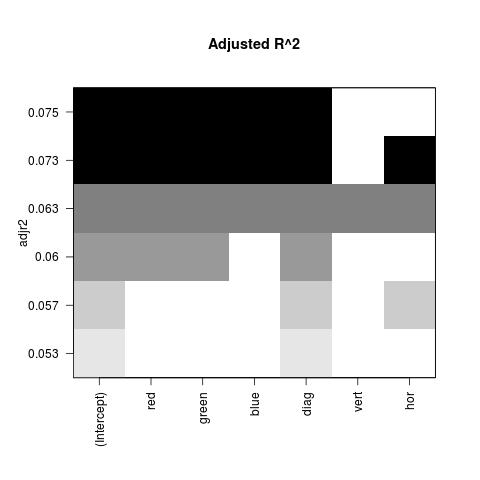 Adjusted R^2
adjr2
0.075
0.073
0.063
0.06
0.057
0.053
(Intercept)
red
green
blue
diag
vert
hor